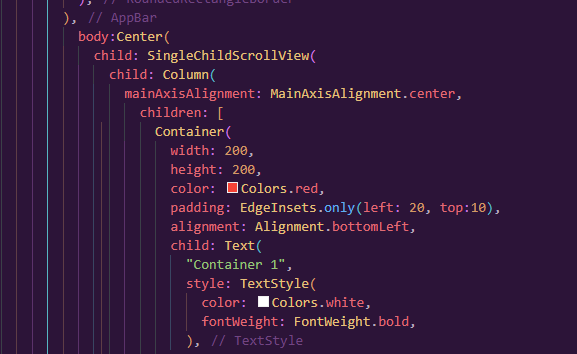 ), // RoundedRectangleBorder
), // AppBar
body:Center(
child: SingleChildScrollView(
child: Column(
mainAxisAlignment: MainAxisAlignment.center,
children: [
Container(
width: 200,
height: 200,
color: Colors.red,
padding: EdgeInsets.only(left: 20, top:10),
alignment: Alignment.bottomLeft,
child: Text(
"Container 1",
style: TextStyle(
color: Colors.white,
fontWeight: FontWeight.bold,
), // TextStyle